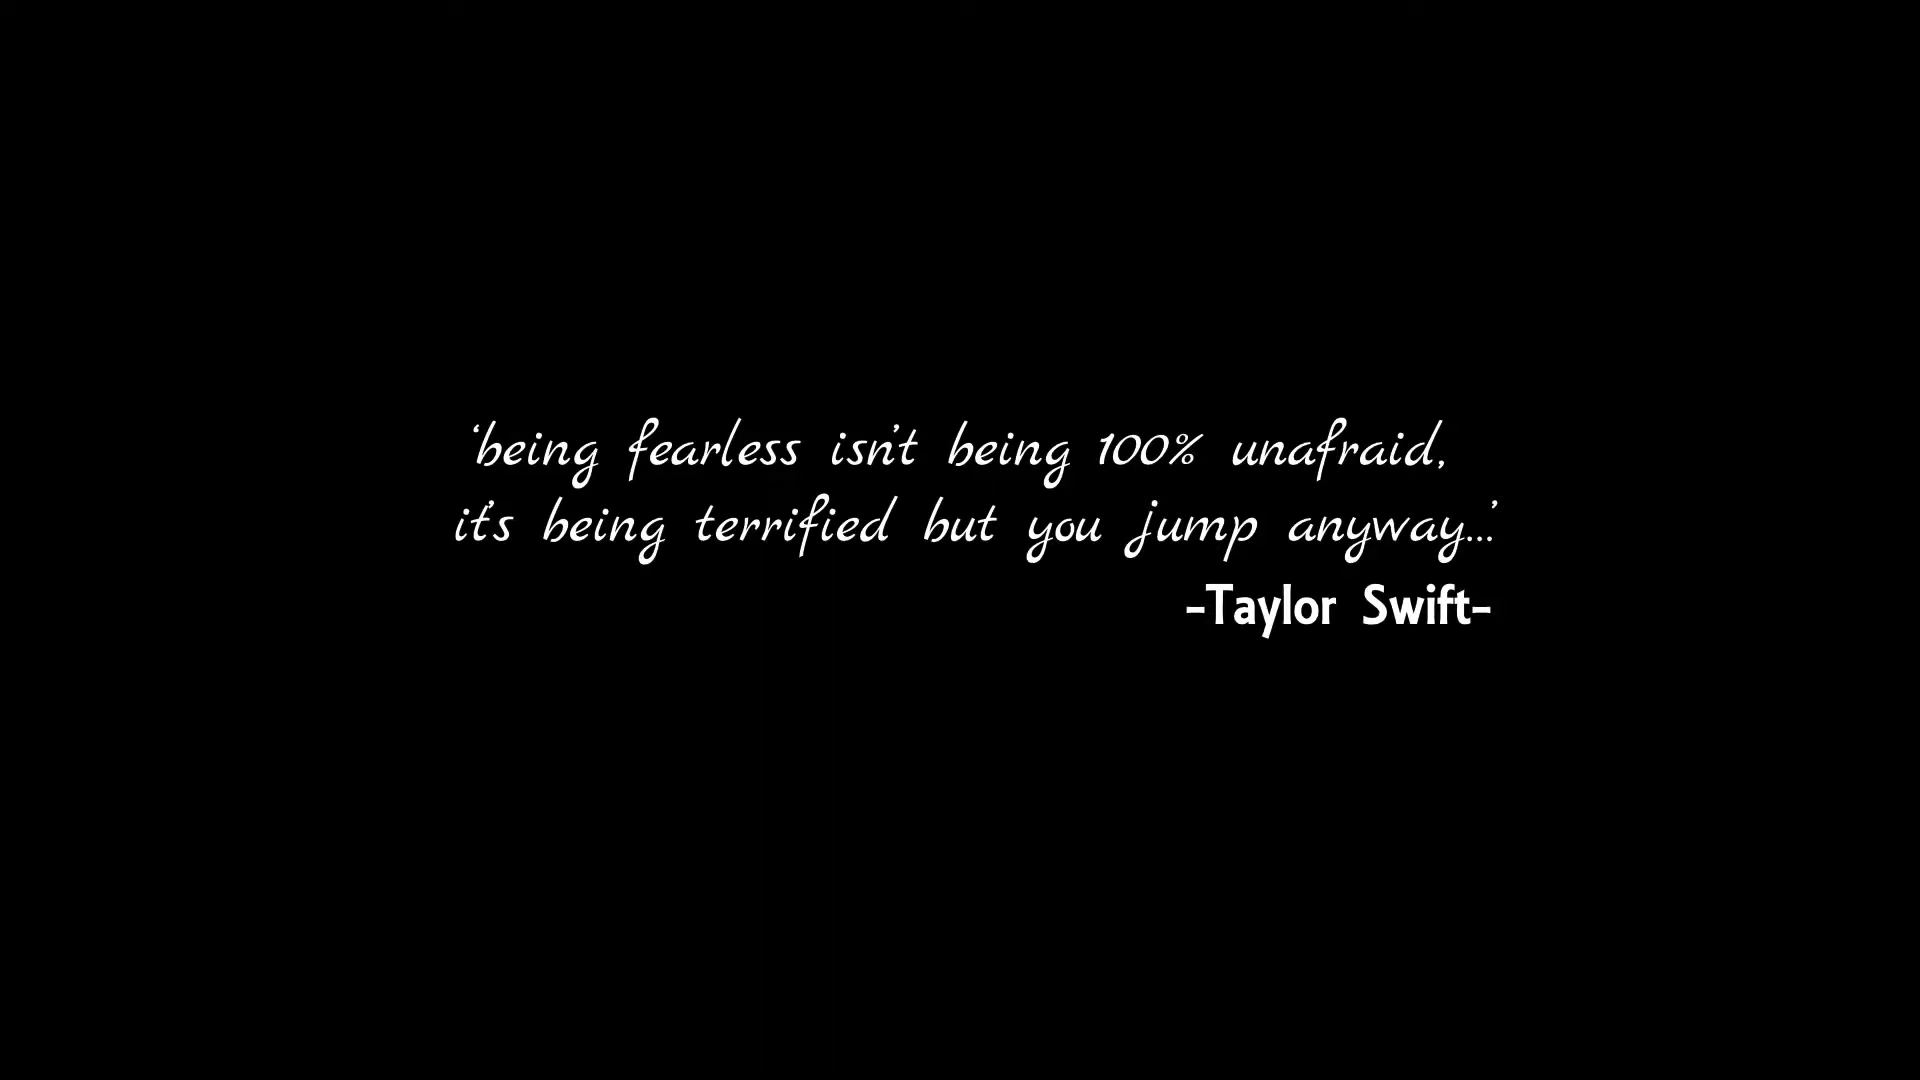 ‘being fearless isn’t being 100% unafraid,
it’s being terrified but you jump anyway...’
-Taylor Swift-